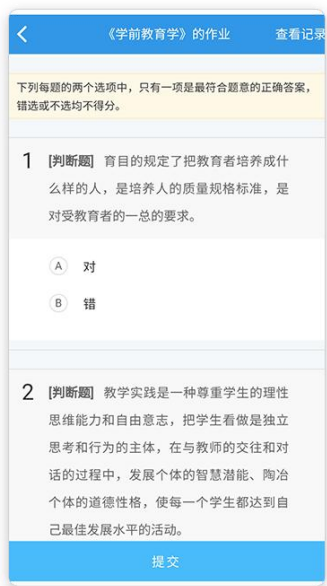 《学前教育学》的作业 查看记录
下列每题的两个选项中，只有一项是最符合题意的正确答案，
错选或不选均不得分。
1 [判断题] 育目的规定了把教育者培养成什
么样的人，是培养人的质量规格标准，是
对受教育者的一总的要求。
A 对
B 错
2 [判断题] 教学实践是一种尊重学生的理性
思维能力和自由意志，把学生看做是独立
思考和行为的主体，在与教师的交往和对
话的过程中，发展个体的智慧潜能、陶冶
个体的道德性格，使每一个学生都达到自
己最佳发展水平的活动。
提交